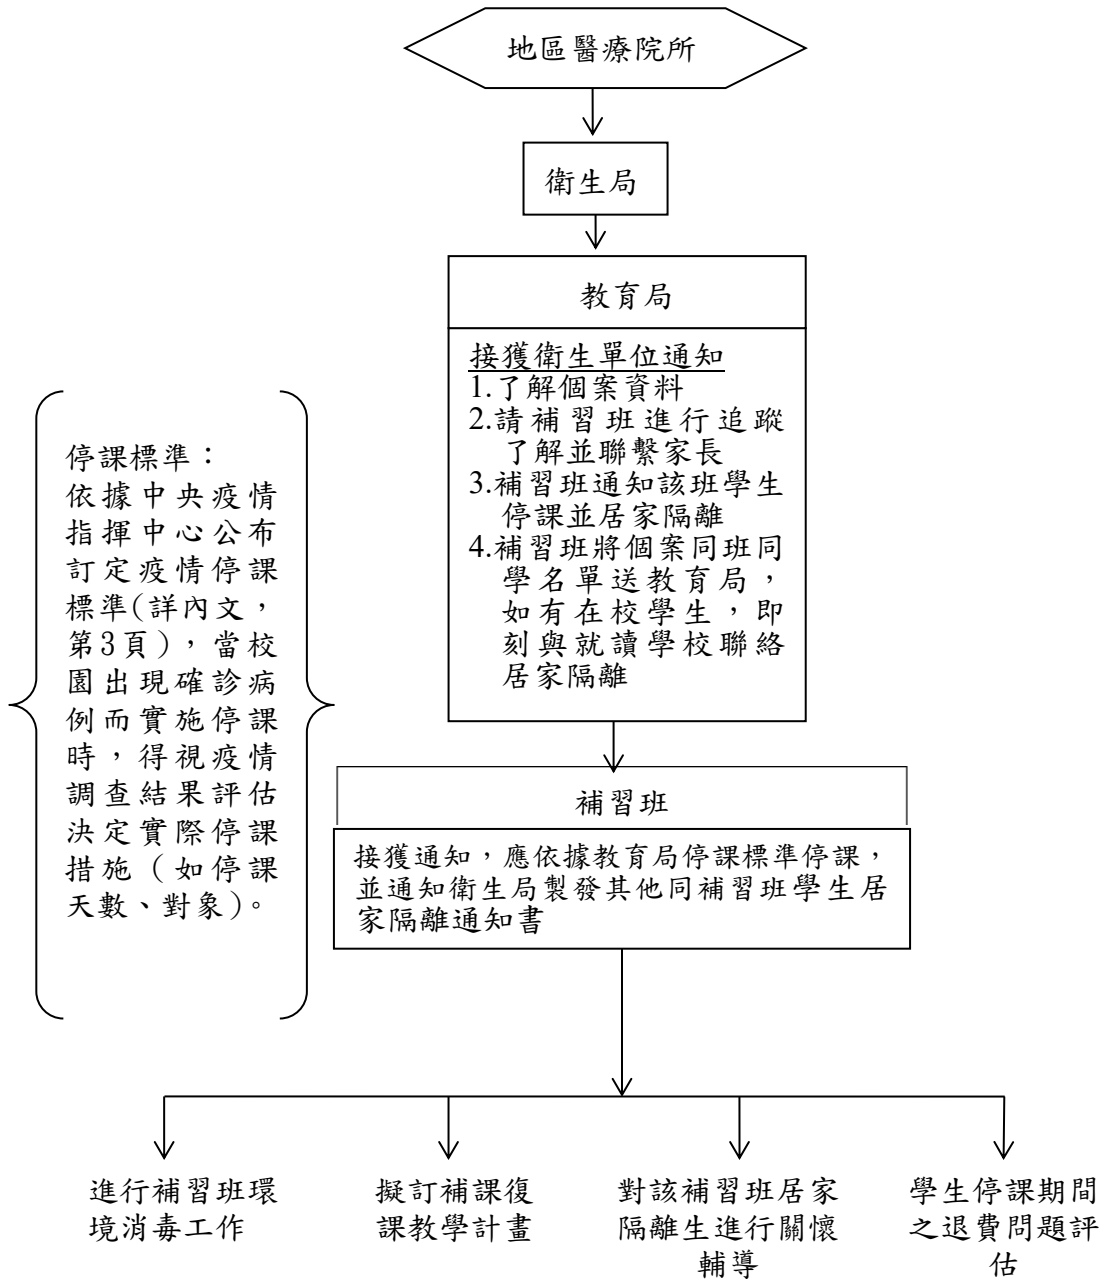 地區醫療院所
衛生局
教育局
接獲衛生單位通知
1.了解個案資料
2.請補習班進行追蹤
了解並聯繫家長
3.補習班通知該班學生
停課並居家隔離
4.補習班將個案同班同
學名單送教育局，
如有在校學生，即
刻與就讀學校聯絡
居家隔離
停課標準：
依據中央疫情
指揮中心公布
訂定疫情停課
標準(詳內文，
第3頁)，當校
園出現確診病
例而實施停課
時，得視疫情
調查結果評估
決定實際停課
措施（如停課
天數、對象）。
補習班
接獲通知，應依據教育局停課標準停課，
並通知衛生局製發其他同補習班學生居
家隔離通知書
進行補習班環
境消毒工作
擬訂補課復
課教學計畫
對該補習班居家
隔離生進行關懷
輔導
學生停課期間
之退費問題評
估